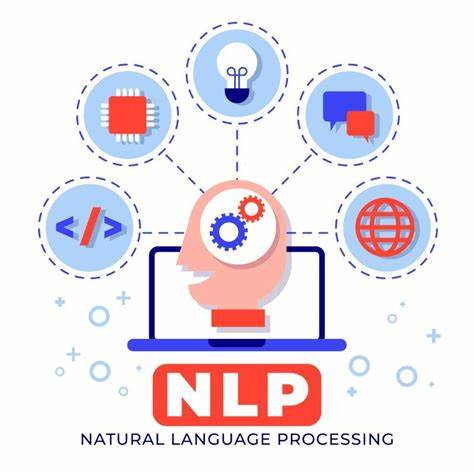 </>
NLP
NATURAL LANGUAGE PROCESSING